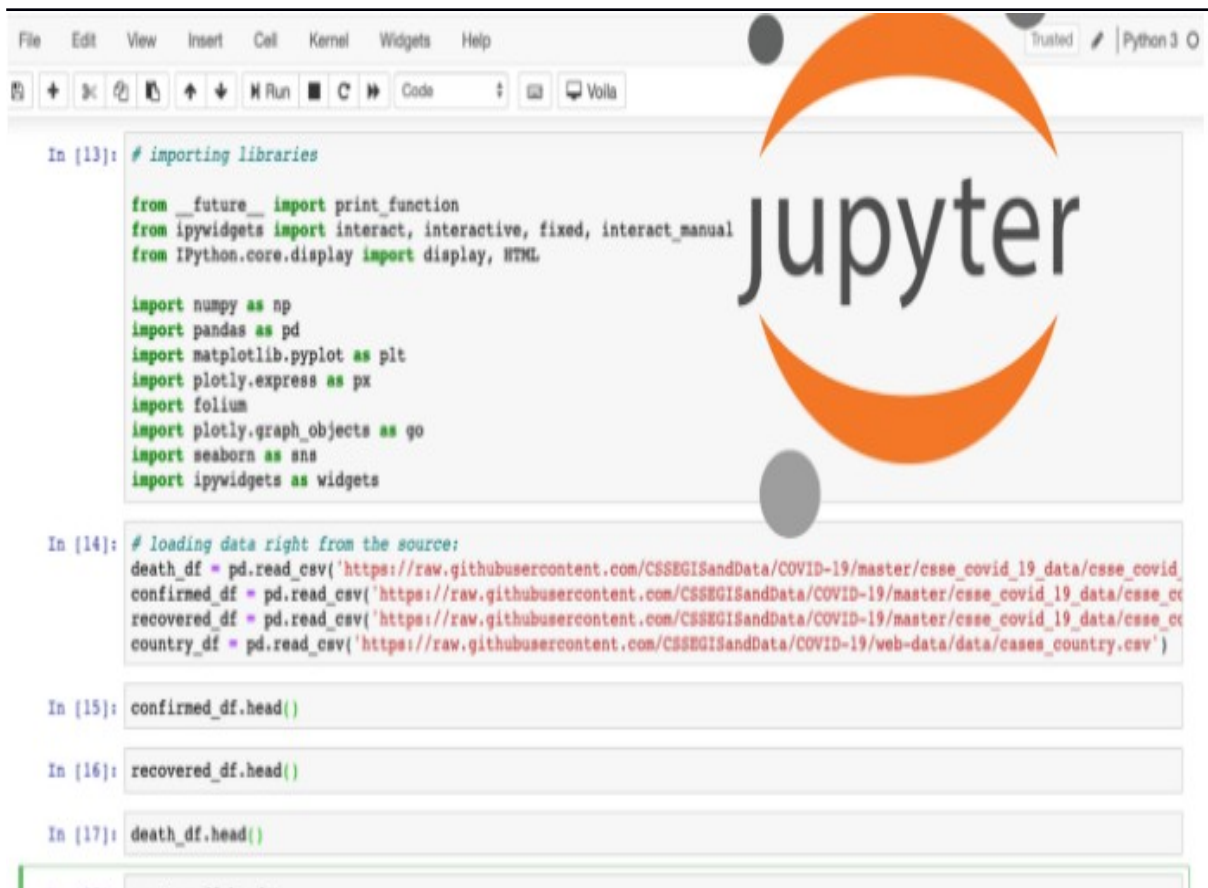 File Edit View Insert Cell Kernel Widgets Help
Trusted Python 3
Run Code Voila
jupyter
In [13]: # importing libraries
from __future__ import print_function
from ipywidgets import interact, interactive, fixed, interact_manual
from IPython.core.display import display, HTML
import numpy as np
import pandas as pd
import matplotlib.pyplot as plt
import plotly.express as px
import folium
import plotly.graph_objects as go
import seaborn as sns
import ipywidgets as widgets
In [14]: # loading data right from the source:
death_df = pd.read_csv('https://raw.githubusercontent.com/CSSEGISandData/COVID-19/master/csse_covid_19_data/csse_covid_
confirmed_df = pd.read_csv('https://raw.githubusercontent.com/CSSEGISandData/COVID-19/master/csse_covid_19_data/csse_co
recovered_df = pd.read_csv('https://raw.githubusercontent.com/CSSEGISandData/COVID-19/master/csse_covid_19_data/csse_co
country_df = pd.read_csv('https://raw.githubusercontent.com/CSSEGISandData/COVID-19/web-data/data/cases_country.csv')
In [15]: confirmed_df.head()
In [16]: recovered_df.head()
In [17]: death_df.head()